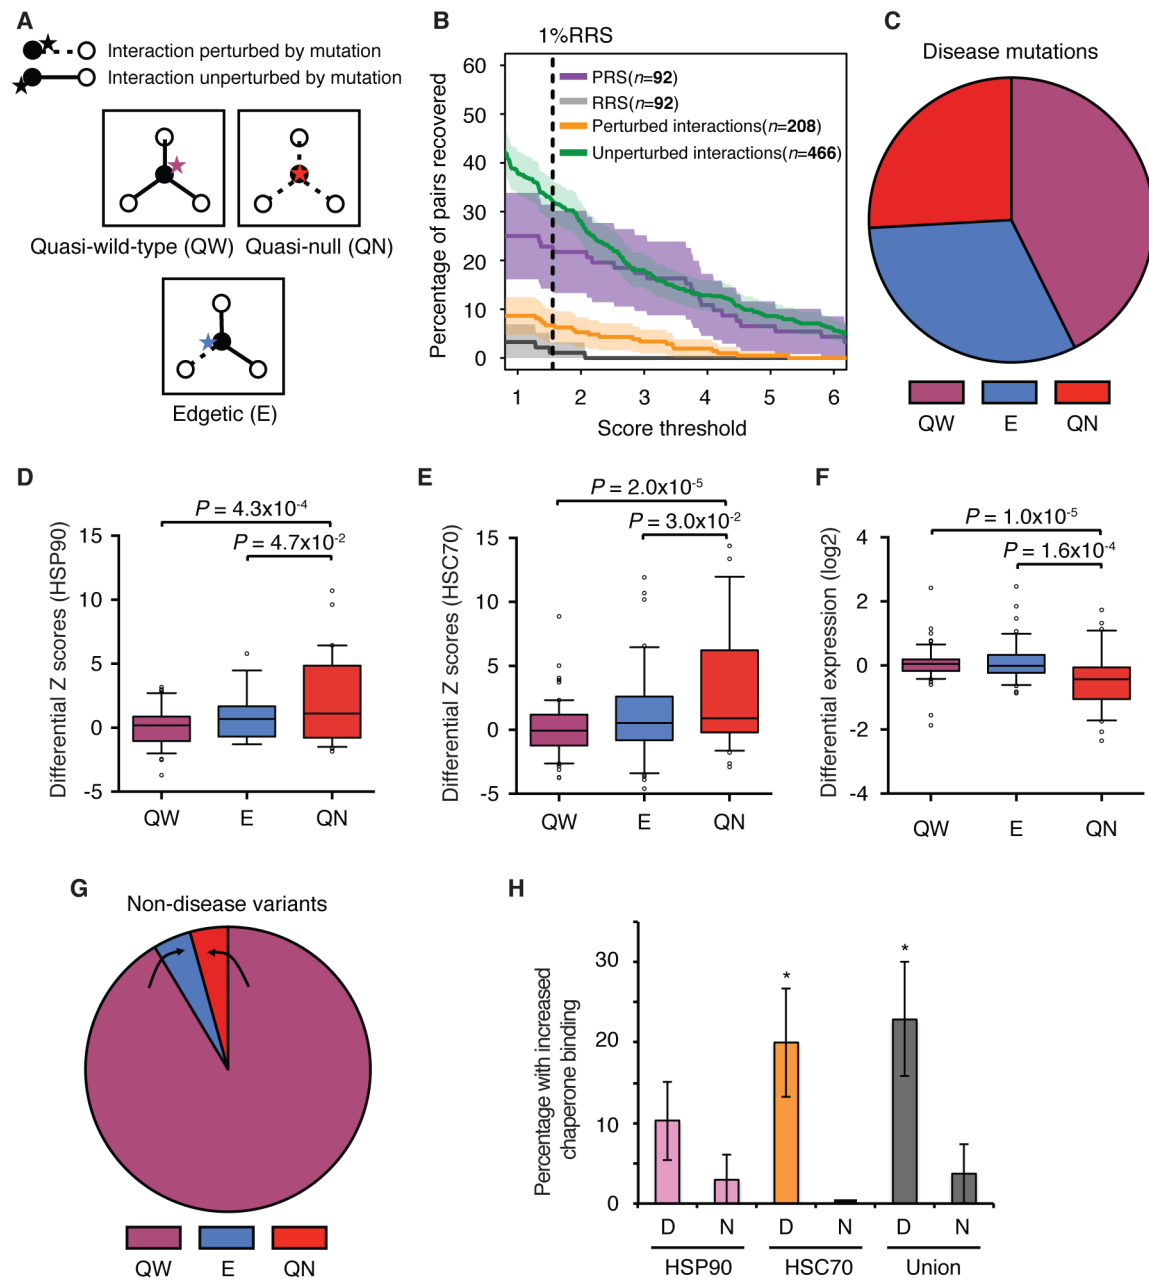 A
Interaction perturbed by mutation
Interaction unperturbed by mutation
Quasi-wild-type (QW)
Quasi-null (QN)
Edgetic (E)
B
1%RRS
PRS(n=92)
RRS(n=92)
Perturbed interactions(n=208)
Unperturbed interactions(n=466)
Percentage of pairs recovered
60
50
40
30
20
10
0
1 2 3 4 5 6
Score threshold
C
Disease mutations
QW E QN
D
P = 4.3x10-4
P = 4.7x10-2
Differential Z scores (HSP90)
15
10
5
0
-5
QW E QN
E
P = 2.0x10-5
P = 3.0x10-2
Differential Z scores (HSC70)
15
10
5
0
-5
QW E QN
F
P = 1.0x10-5
P = 1.6x10-4
Differential expression (log2)
4
2
0
-2
-4
QW E QN
G
Non-disease variants
QW E QN
H
Percentage with increased
chaperone binding
30
20
10
0
*
*
D N D N D N
HSP90 HSC70 Union